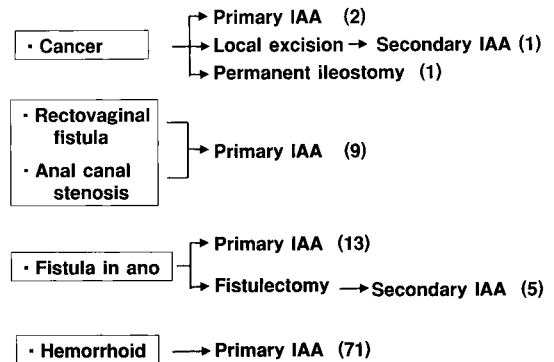 Primary IAA (2)
· Cancer
Local excision → Secondary IAA (1)
Permanent ileostomy (1)
· Rectovaginal
fistula
Primary IAA (9)
· Anal canal
stenosis
Primary IAA (13)
· Fistula in ano
Fistulectomy → Secondary IAA (5)
· Hemorrhoid → Primary IAA (71)